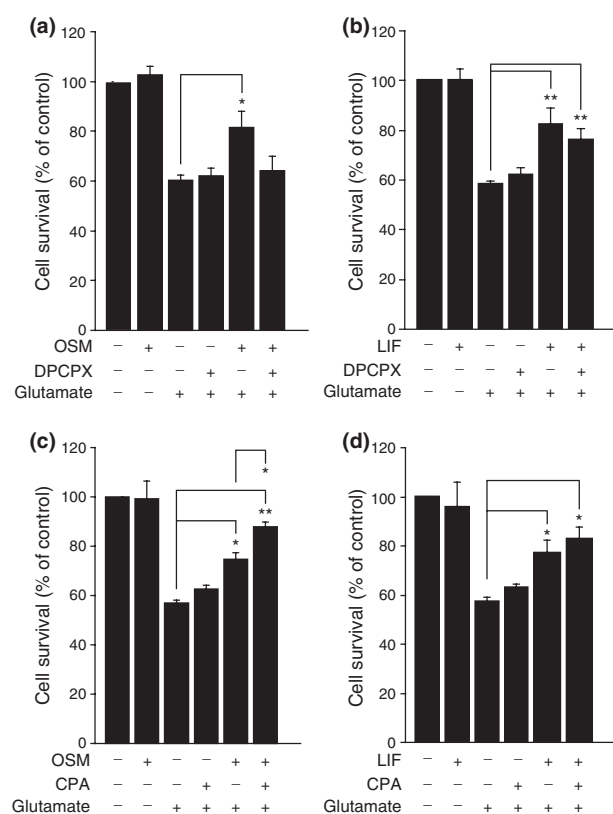 (a)
120
100
80
60
40
20
0
Cell survival (% of control)
*
OSM – + – – + +
DPCPX – – – + – +
Glutamate – – + + + +
(b)
120
100
80
60
40
20
0
Cell survival (% of control)
**
**
LIF – + – – + +
DPCPX – – – + – +
Glutamate – – + + + +
(c)
120
100
80
60
40
20
0
Cell survival (% of control)
*
**
*
OSM – + – – + +
CPA – – – + – +
Glutamate – – + + + +
(d)
120
100
80
60
40
20
0
Cell survival (% of control)
*
*
LIF – + – – + +
CPA – – – + – +
Glutamate – – + + + +